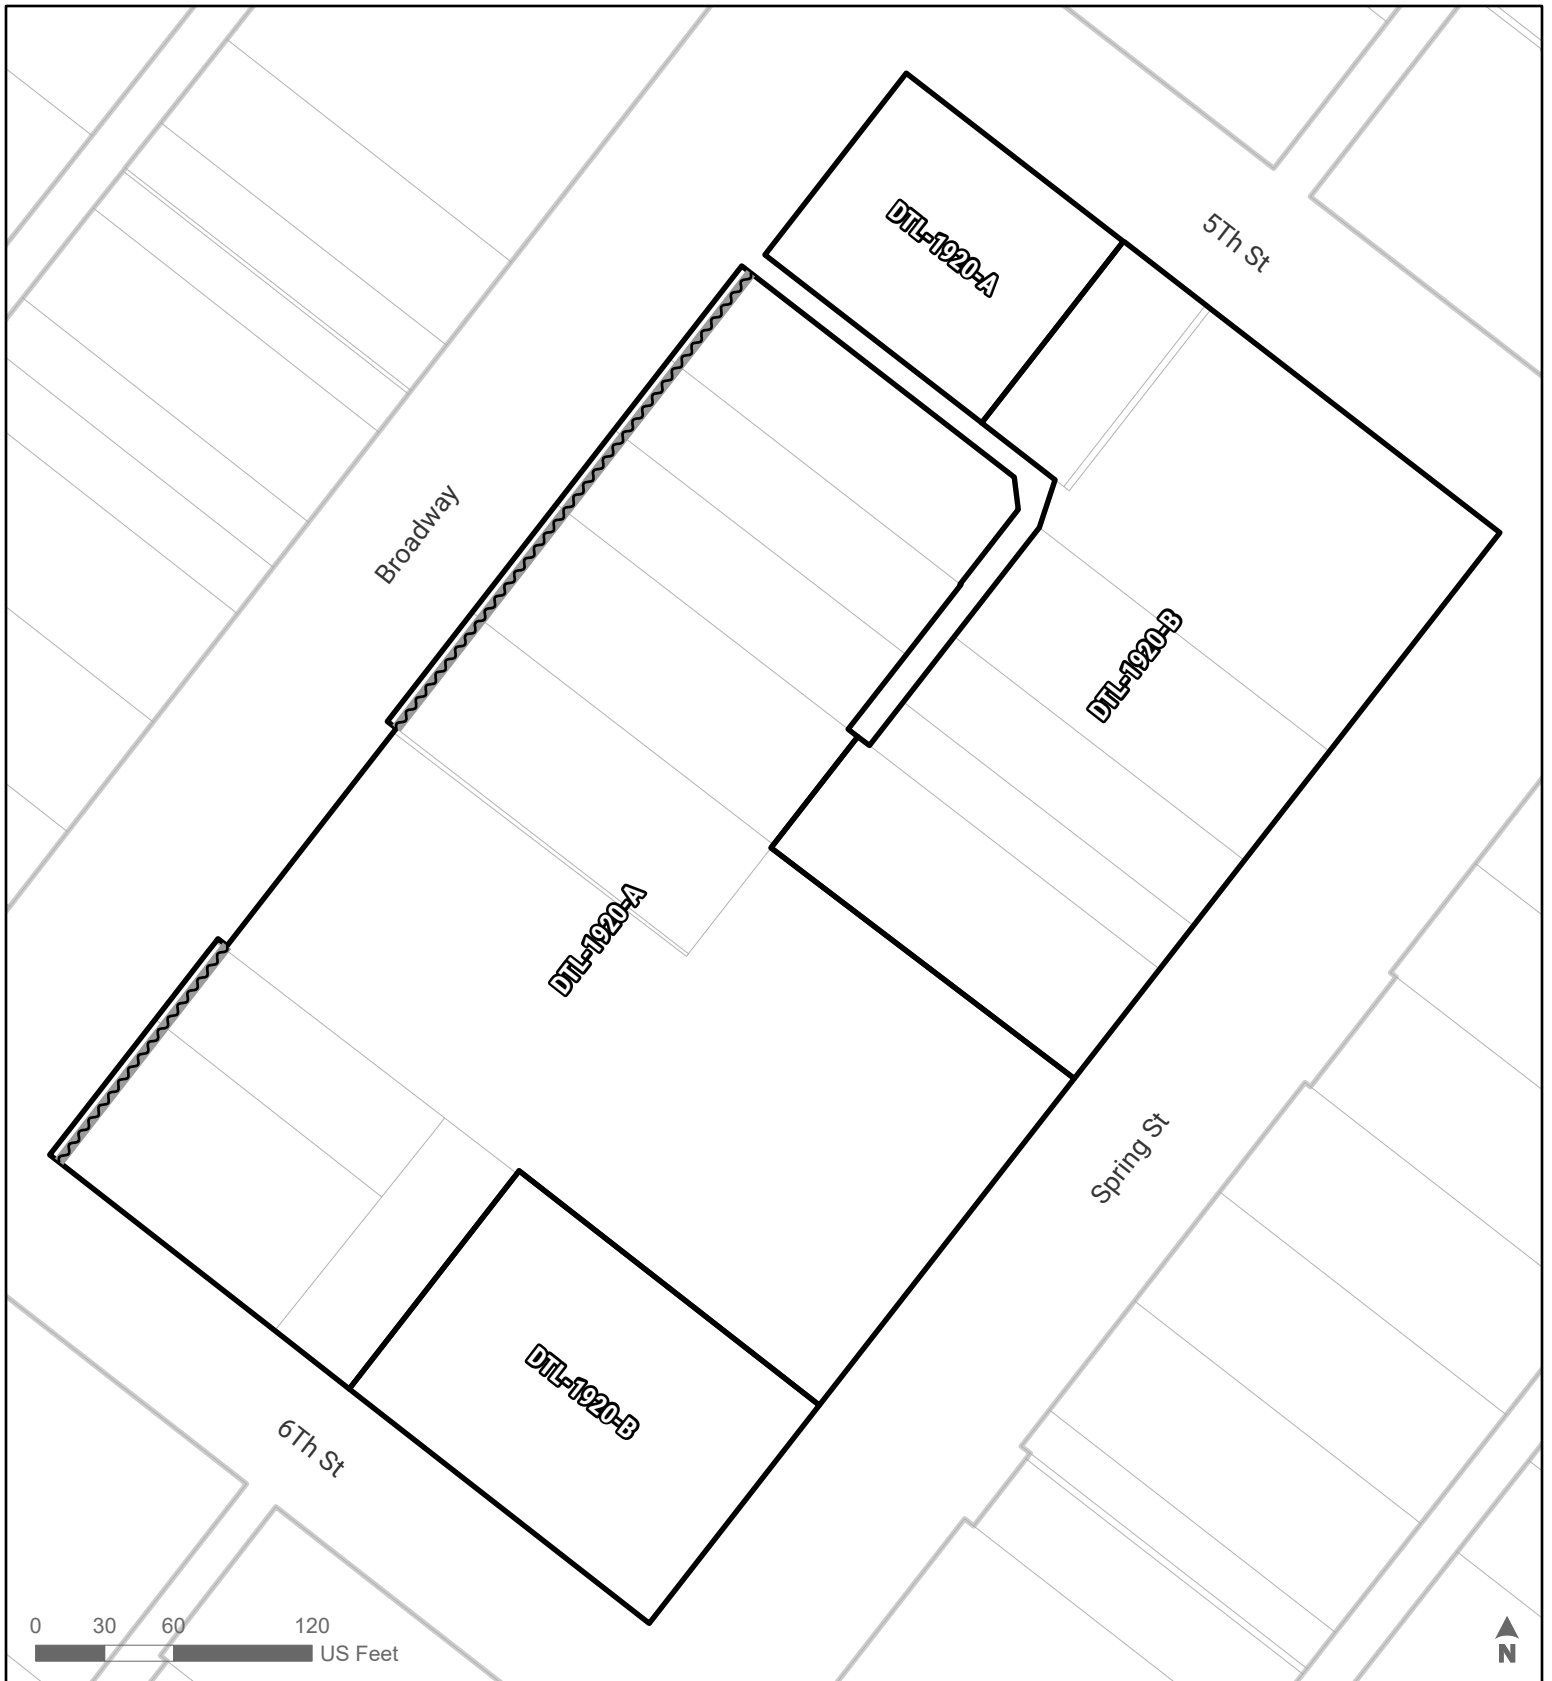 DTL-1920-A
5Th St
Broadway
DTL-1920-B
DTL-1920-A
Spring St
DTL-1920-B
6Th St
0 30 60 120
US Feet
N